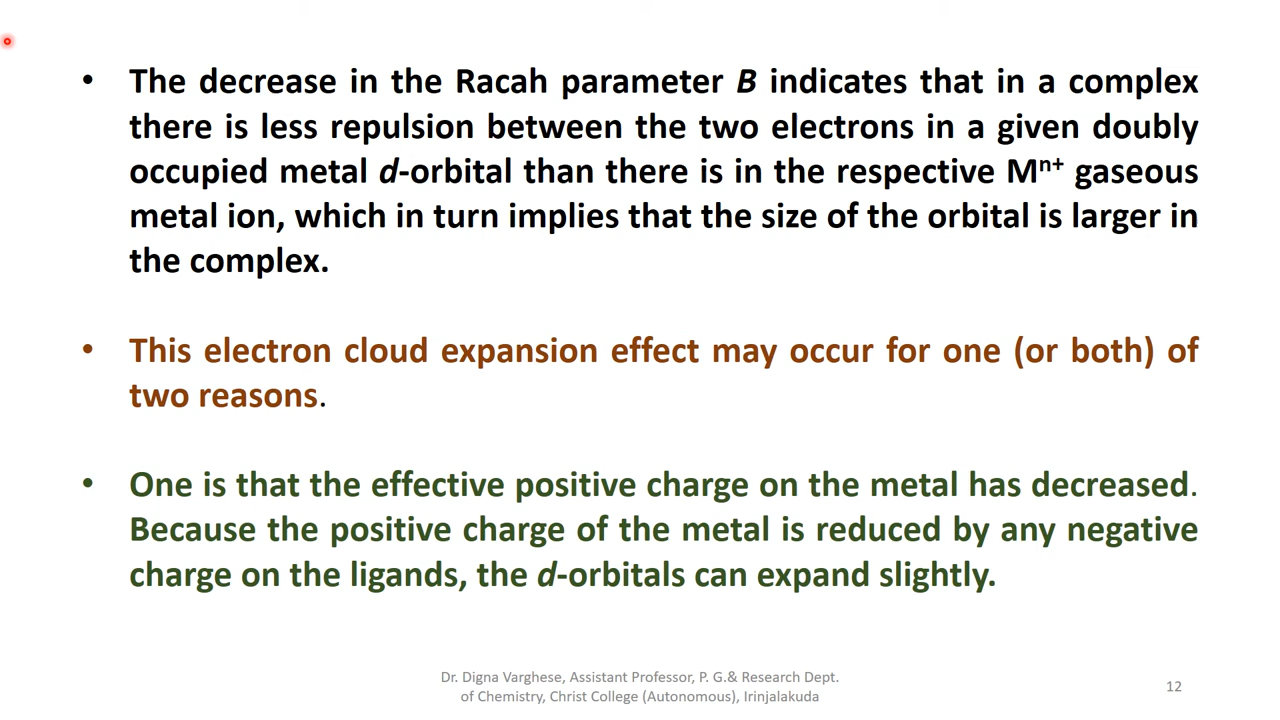 • The decrease in the Racah parameter B indicates that in a complex
there is less repulsion between the two electrons in a given doubly
occupied metal d-orbital than there is in the respective Mⁿ⁺ gaseous
metal ion, which in turn implies that the size of the orbital is larger in
the complex.
• This electron cloud expansion effect may occur for one (or both) of
two reasons.
• One is that the effective positive charge on the metal has decreased.
Because the positive charge of the metal is reduced by any negative
charge on the ligands, the d-orbitals can expand slightly.
Dr. Digna Varghese, Assistant Professor, P. G.& Research Dept.
of Chemistry, Christ College (Autonomous), Irinjalakuda
12